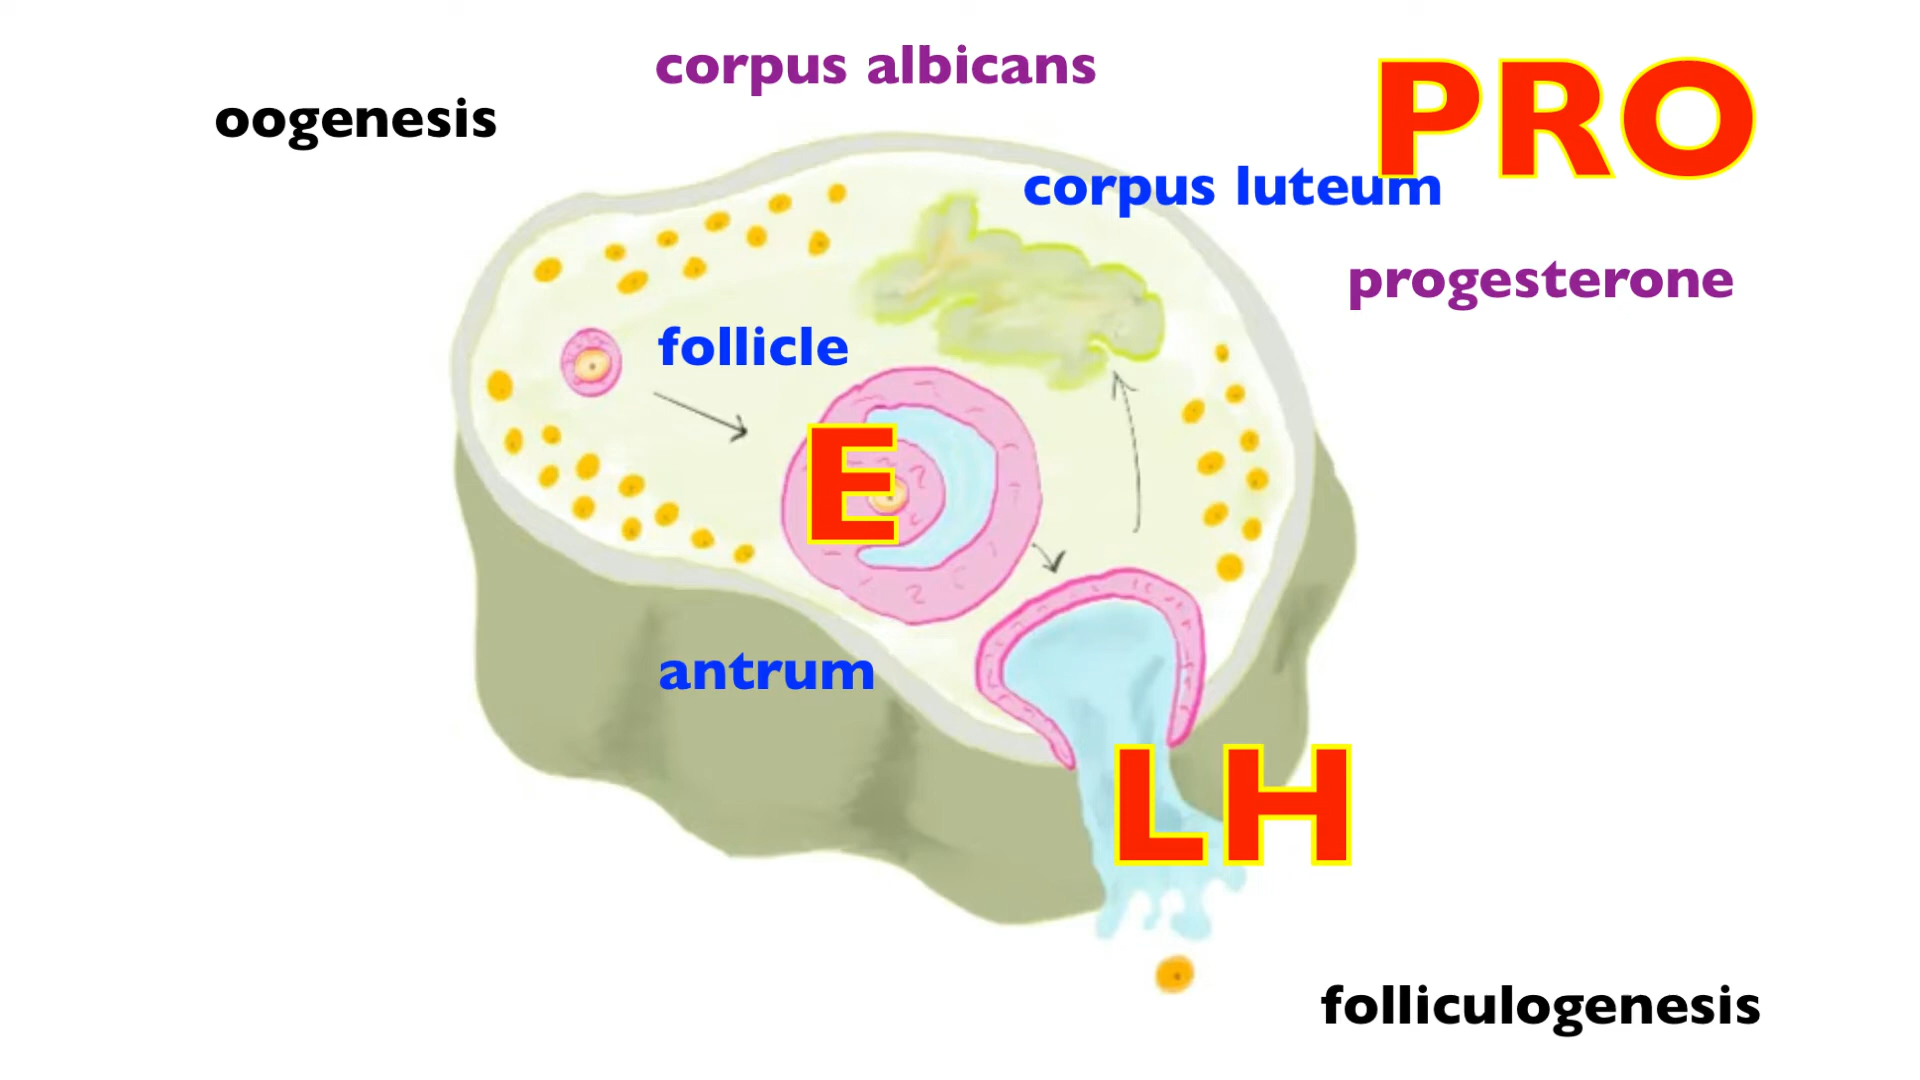 corpus albicans
PRO
oogenesis
corpus luteum
progesterone
follicle
E
antrum
LH
folliculogenesis